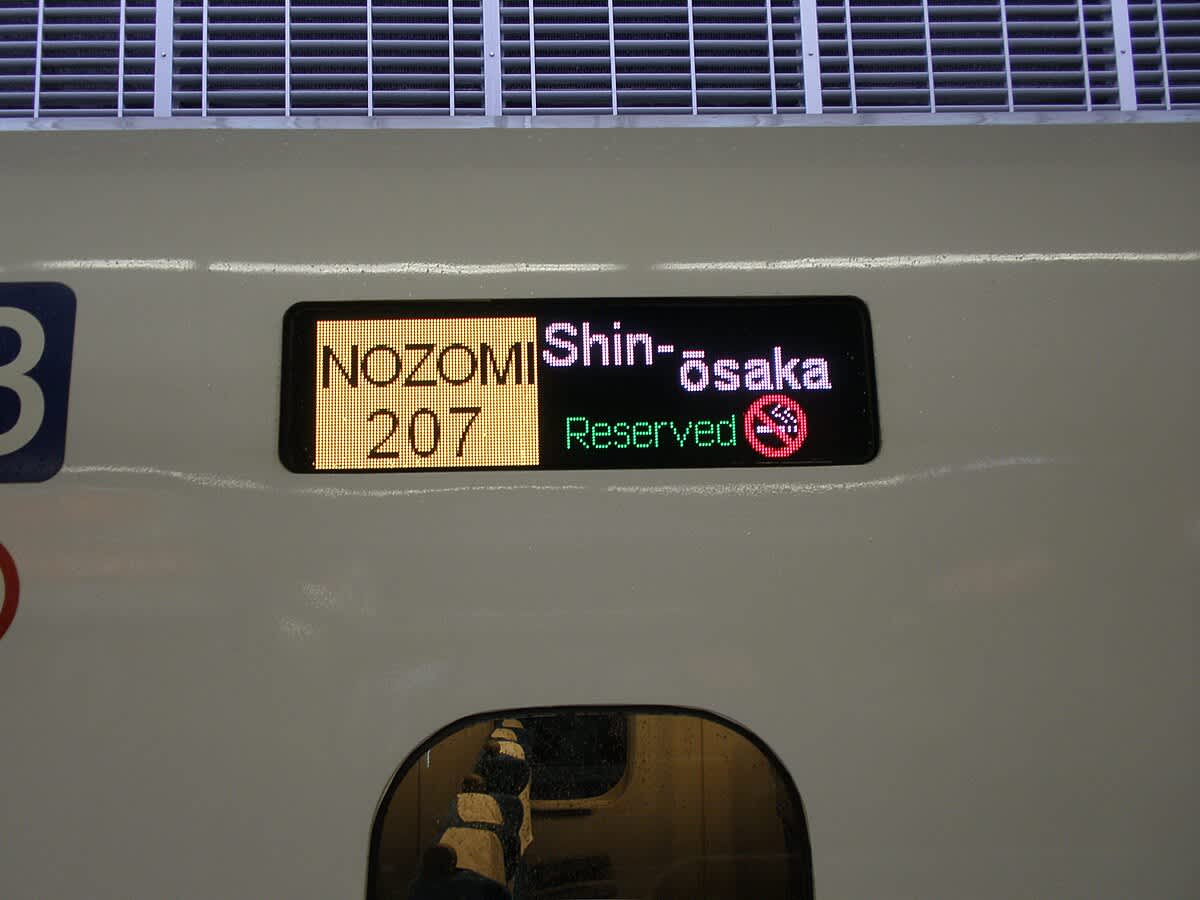 NOZOMI
207
Shin-
ōsaka
Reserved